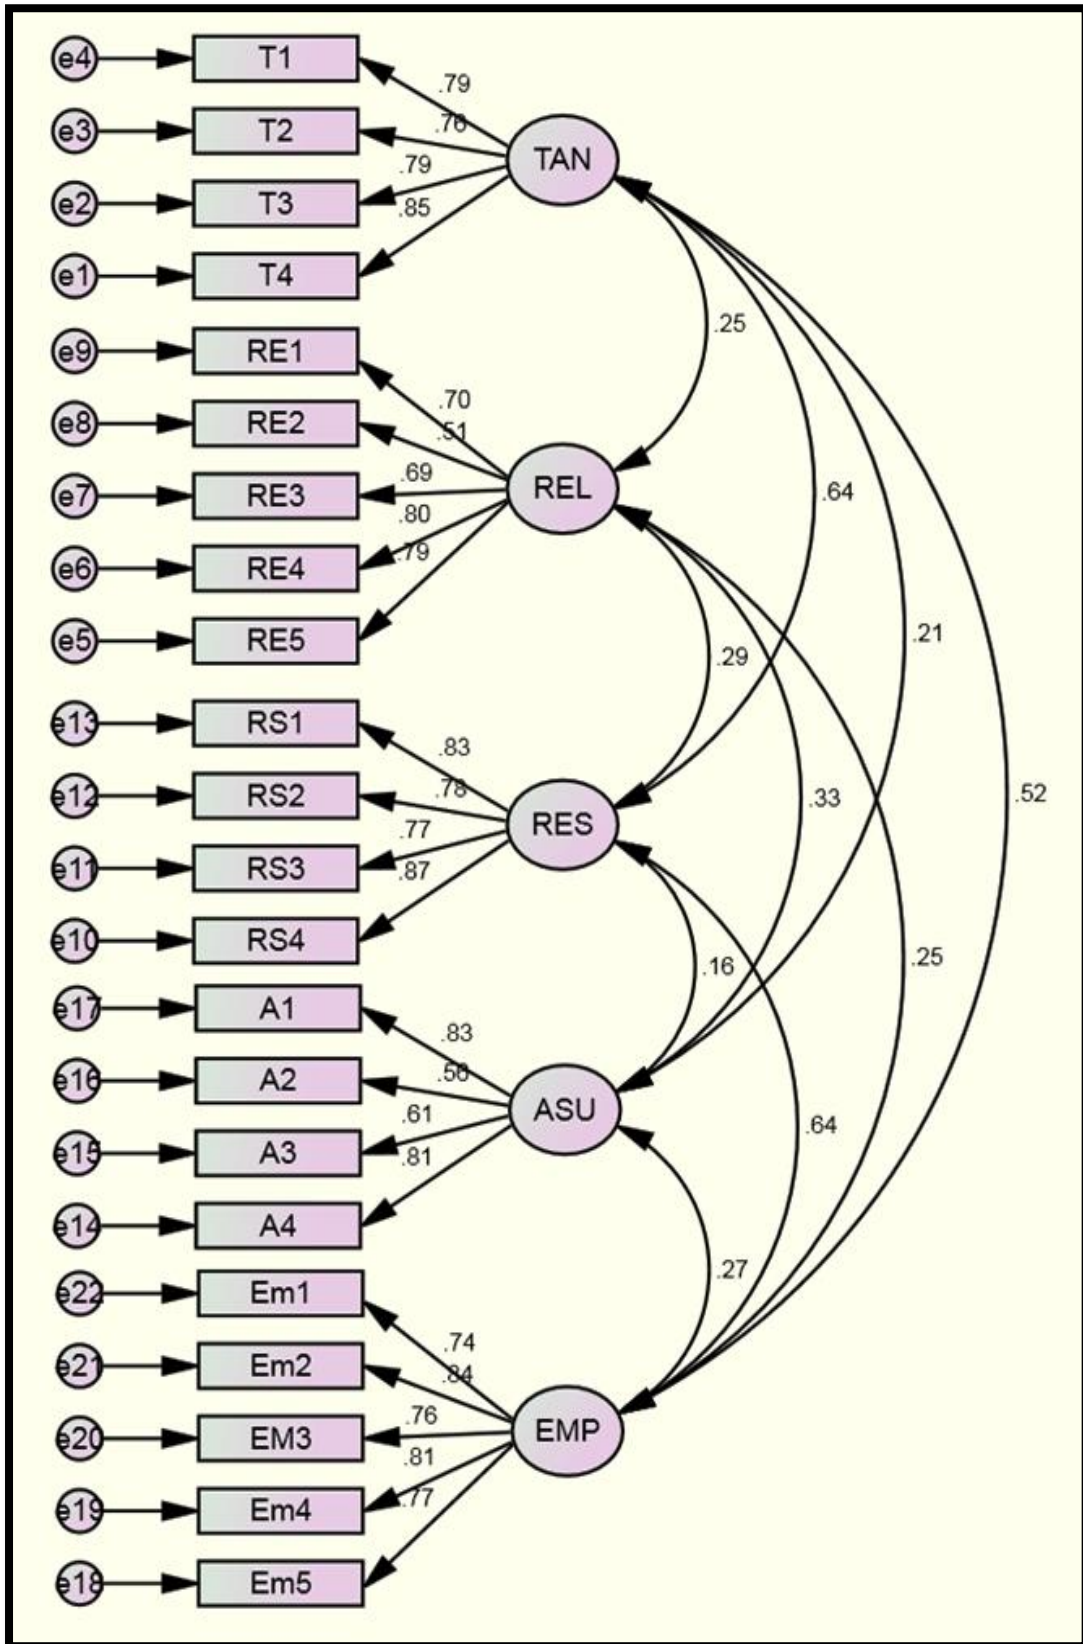 e4 T1
.79
e3 T2
.76
TAN
.79
e2 T3
.85
e1 T4
.25
e9 RE1
.70
e8 RE2
.51
.69
REL
e7 RE3
.64
.80
.79
e6 RE4
.21
e5 RE5
.29
e13 RS1
.83
.78
e12 RS2
.33
.52
.77
RES
e11 RS3
.87
e10 RS4
.25
.16
e17 A1
.83
.56
e16 A2
.61
ASU
.64
e15 A3
.81
e14 A4
.27
e22 Em1
.74
e21 Em2
.84
.76
EMP
e20 EM3
.81
.77
e19 Em4
e18 Em5